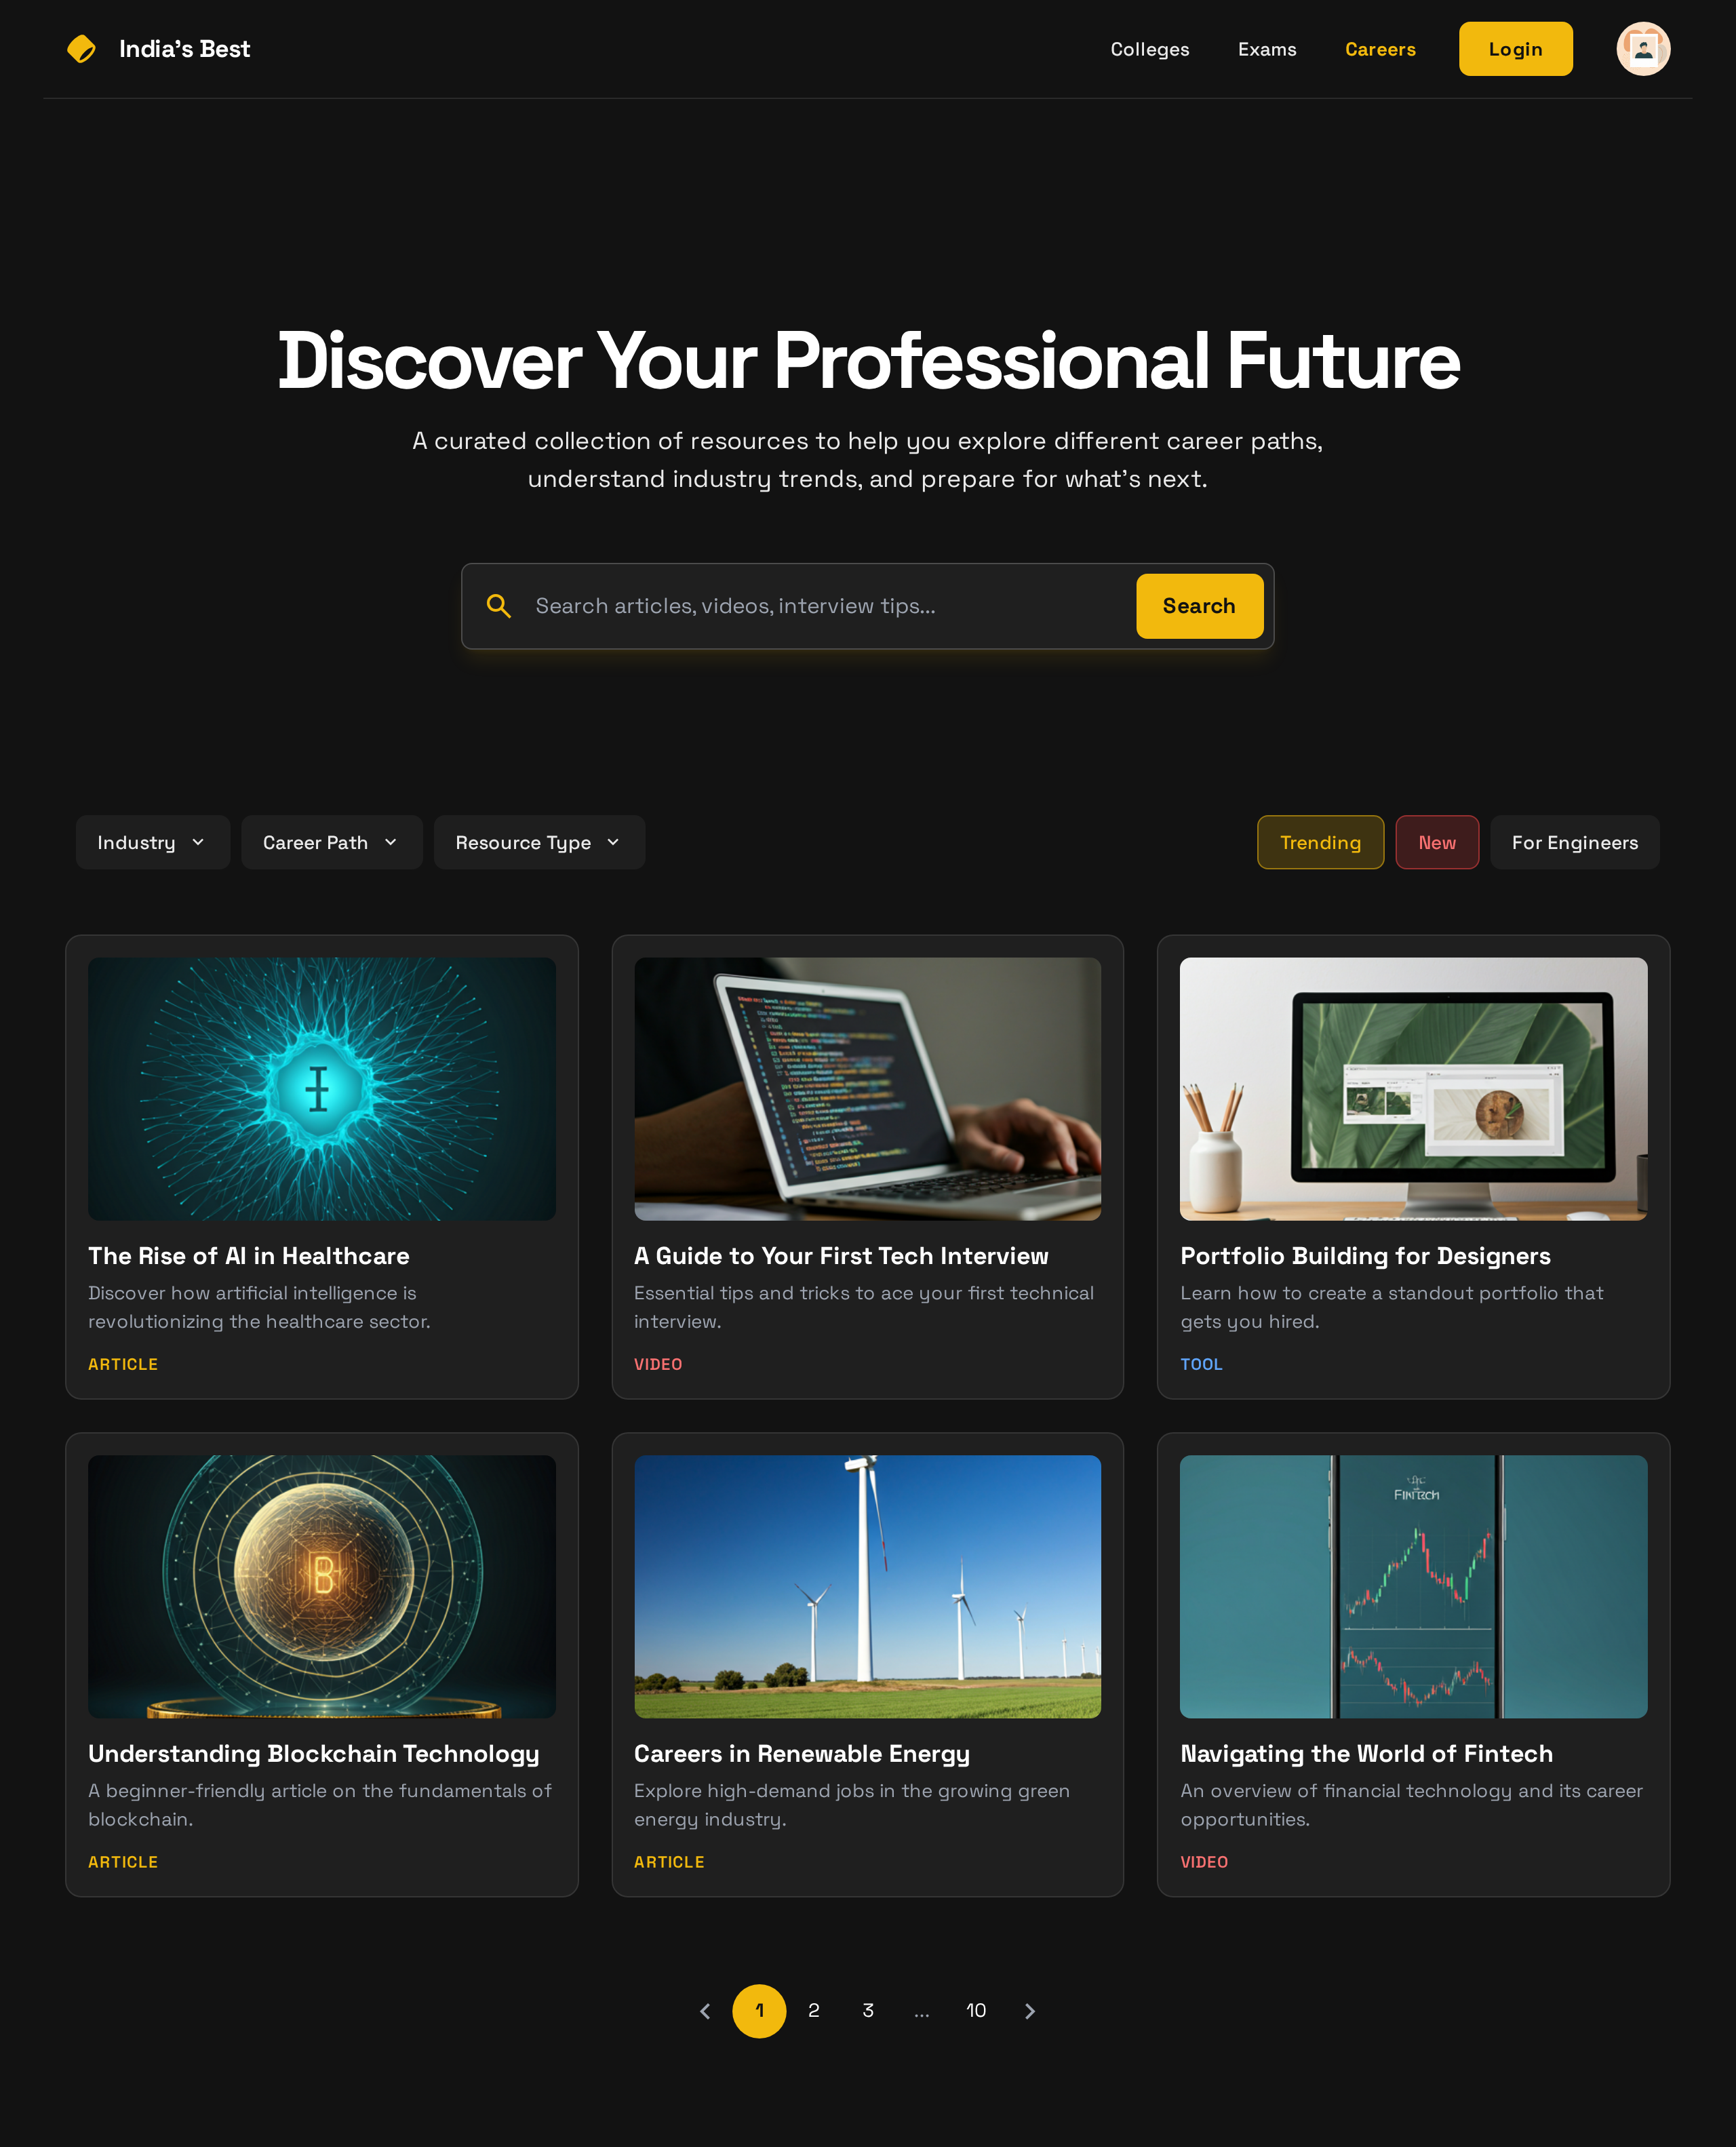 India's Best
Colleges
Exams
Careers
Login
Discover Your Professional Future
A curated collection of resources to help you explore different career paths,
understand industry trends, and prepare for what's next.
Search articles, videos, interview tips...
Search
Industry
Career Path
Resource Type
Trending
New
For Engineers
The Rise of AI in Healthcare
Discover how artificial intelligence is
revolutionizing the healthcare sector.
ARTICLE
A Guide to Your First Tech Interview
Essential tips and tricks to ace your first technical
interview.
VIDEO
Portfolio Building for Designers
Learn how to create a standout portfolio that
gets you hired.
TOOL
B
Understanding Blockchain Technology
A beginner-friendly article on the fundamentals of
blockchain.
ARTICLE
Careers in Renewable Energy
Explore high-demand jobs in the growing green
energy industry.
ARTICLE
Navigating the World of Fintech
An overview of financial technology and its career
opportunities.
VIDEO
1
2
3
...
10